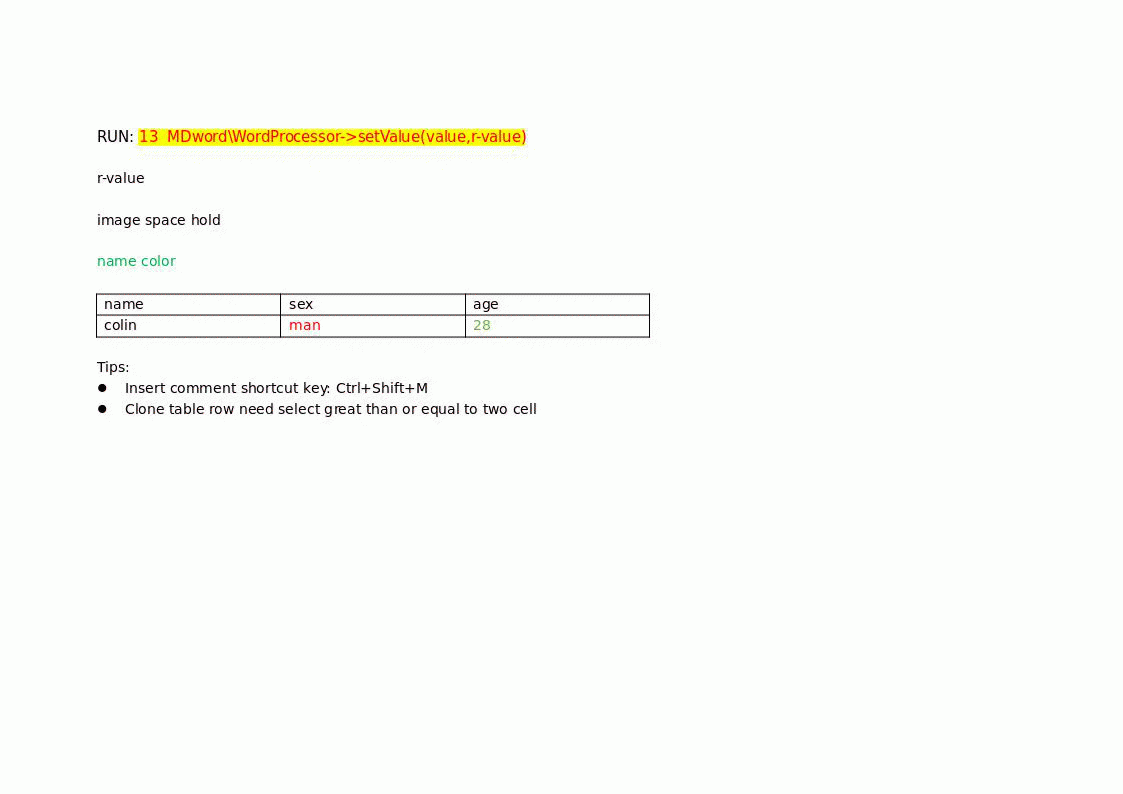 RUN: 13  MDword\WordProcessor->setValue(value,r-value)
r-value
image space hold
name color
name sex age
colin man 28
Tips:
● Insert comment shortcut key: Ctrl+Shift+M
● Clone table row need select great than or equal to two cell